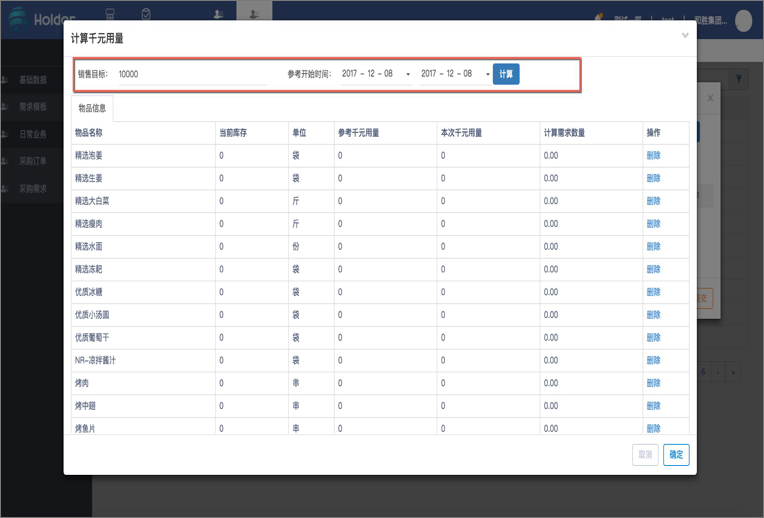 Holder
测试一部 | test | 知胜集团...
基础数据
需求模板
日常业务
采购订单
采购需求
计算千元用量
销售目标： 10000 参考开始时间： 2017 - 12 - 08 2017 - 12 - 08 计算
物品信息
物品名称 当前库存 单位 参考千元用量 本次千元用量 计算需求数量 操作
精选泡姜 0 袋 0 0 0.00 删除
精选生姜 0 袋 0 0 0.00 删除
精选大白菜 0 斤 0 0 0.00 删除
精选瘦肉 0 斤 0 0 0.00 删除
精选水面 0 份 0 0 0.00 删除
精选冻粑 0 袋 0 0 0.00 删除
优质冰糖 0 袋 0 0 0.00 删除
优质小汤圆 0 袋 0 0 0.00 删除
优质葡萄干 0 袋 0 0 0.00 删除
NR-凉拌酱汁 0 袋 0 0 0.00 删除
烤肉 0 串 0 0 0.00 删除
烤中翅 0 串 0 0 0.00 删除
烤鱼片 0 串 0 0 0.00 删除
交
6 › »
取消 确定